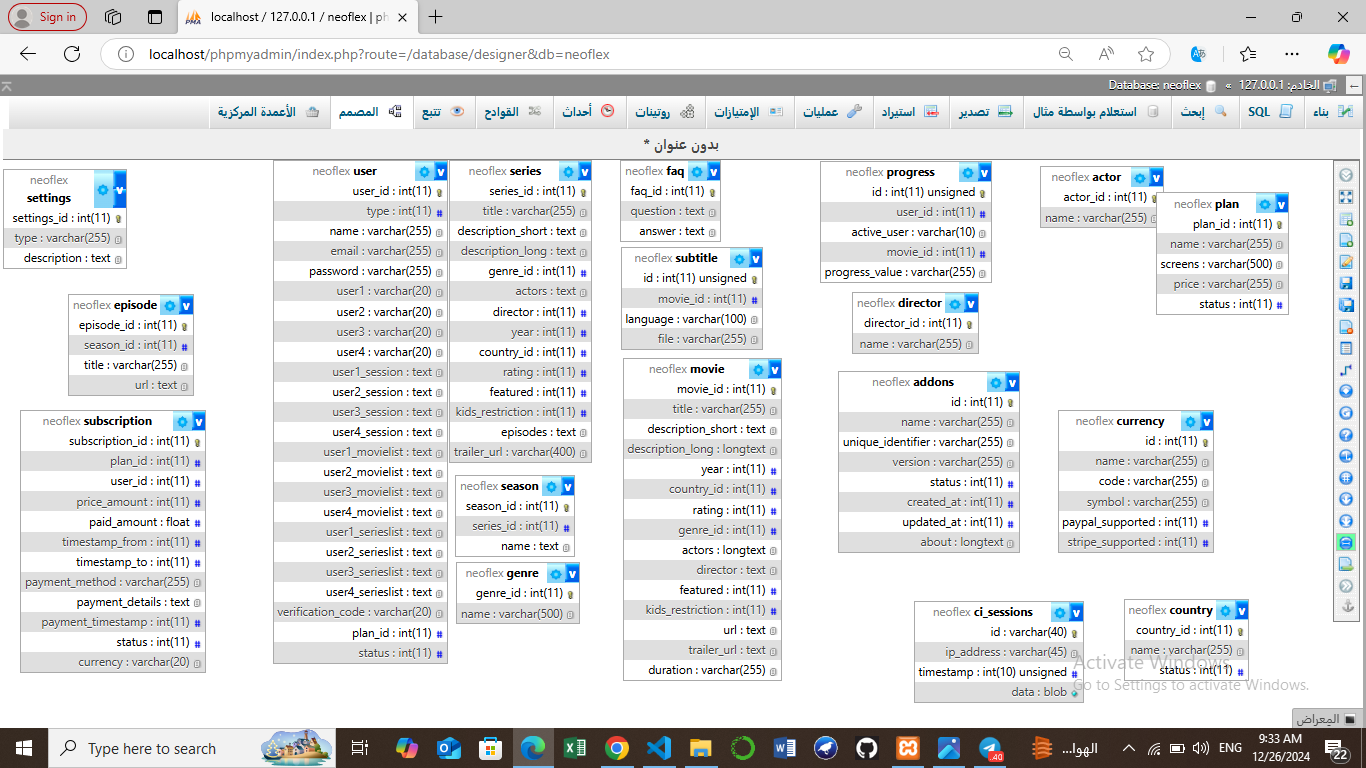 Sign in
localhost / 127.0.0.1 / neoflex | ph
localhost/phpmyadmin/index.php?route=/database/designer&db=neoflex
الخادم: 127.0.0.1 » Database: neoflex
بناء SQL إبحث استعلام بواسطة مثال تصدير استيراد عمليات الإمتيازات روتينات أحداث القوادح تتبع المصمم الأعمدة المركزية
بدون عنوان *
neoflex settings
settings_id : int(11)
type : varchar(255)
description : text
neoflex episode
episode_id : int(11)
season_id : int(11)
title : varchar(255)
url : text
neoflex subscription
subscription_id : int(11)
plan_id : int(11)
user_id : int(11)
price_amount : int(11)
paid_amount : float
timestamp_from : int(11)
timestamp_to : int(11)
payment_method : varchar(255)
payment_details : text
payment_timestamp : int(11)
status : int(11)
currency : varchar(20)
neoflex user
user_id : int(11)
type : int(11)
name : varchar(255)
email : varchar(255)
password : varchar(255)
user1 : varchar(20)
user2 : varchar(20)
user3 : varchar(20)
user4 : varchar(20)
user1_session : text
user2_session : text
user3_session : text
user4_session : text
user1_movielist : text
user2_movielist : text
user3_movielist : text
user4_movielist : text
user1_serieslist : text
user2_serieslist : text
user3_serieslist : text
user4_serieslist : text
verification_code : varchar(20)
plan_id : int(11)
status : int(11)
neoflex series
series_id : int(11)
title : varchar(255)
description_short : text
description_long : text
genre_id : int(11)
actors : text
director : int(11)
year : int(11)
country_id : int(11)
rating : int(11)
featured : int(11)
kids_restriction : int(11)
episodes : text
trailer_url : varchar(400)
neoflex season
season_id : int(11)
series_id : int(11)
name : text
neoflex genre
genre_id : int(11)
name : varchar(500)
neoflex faq
faq_id : int(11)
question : text
answer : text
neoflex subtitle
id : int(11) unsigned
movie_id : int(11)
language : varchar(100)
file : varchar(255)
neoflex movie
movie_id : int(11)
title : varchar(255)
description_short : text
description_long : longtext
year : int(11)
country_id : int(11)
rating : int(11)
genre_id : int(11)
actors : longtext
director : text
featured : int(11)
kids_restriction : int(11)
url : text
trailer_url : text
duration : varchar(255)
neoflex progress
id : int(11) unsigned
user_id : int(11)
active_user : varchar(10)
movie_id : int(11)
progress_value : varchar(255)
neoflex director
director_id : int(11)
name : varchar(255)
neoflex addons
id : int(11)
name : varchar(255)
unique_identifier : varchar(255)
version : varchar(255)
status : int(11)
created_at : int(11)
updated_at : int(11)
about : longtext
neoflex ci_sessions
id : varchar(40)
ip_address : varchar(45)
timestamp : int(10) unsigned
data : blob
neoflex actor
actor_id : int(11)
name : varchar(255)
neoflex plan
plan_id : int(11)
name : varchar(255)
screens : varchar(500)
price : varchar(255)
status : int(11)
neoflex currency
id : int(11)
name : varchar(255)
code : varchar(255)
symbol : varchar(255)
paypal_supported : int(11)
stripe_supported : int(11)
neoflex country
country_id : int(11)
name : varchar(255)
status : int(11)
Activate Windows
Go to Settings to activate Windows.
المِعراض
Type here to search
40
الهوا...
ENG
9:33 AM
12/26/2024
22